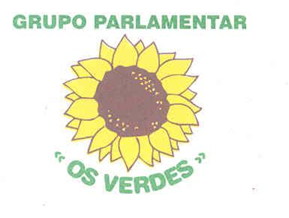 GRUPO PARLAMENTAR
“ OS VERDES ”